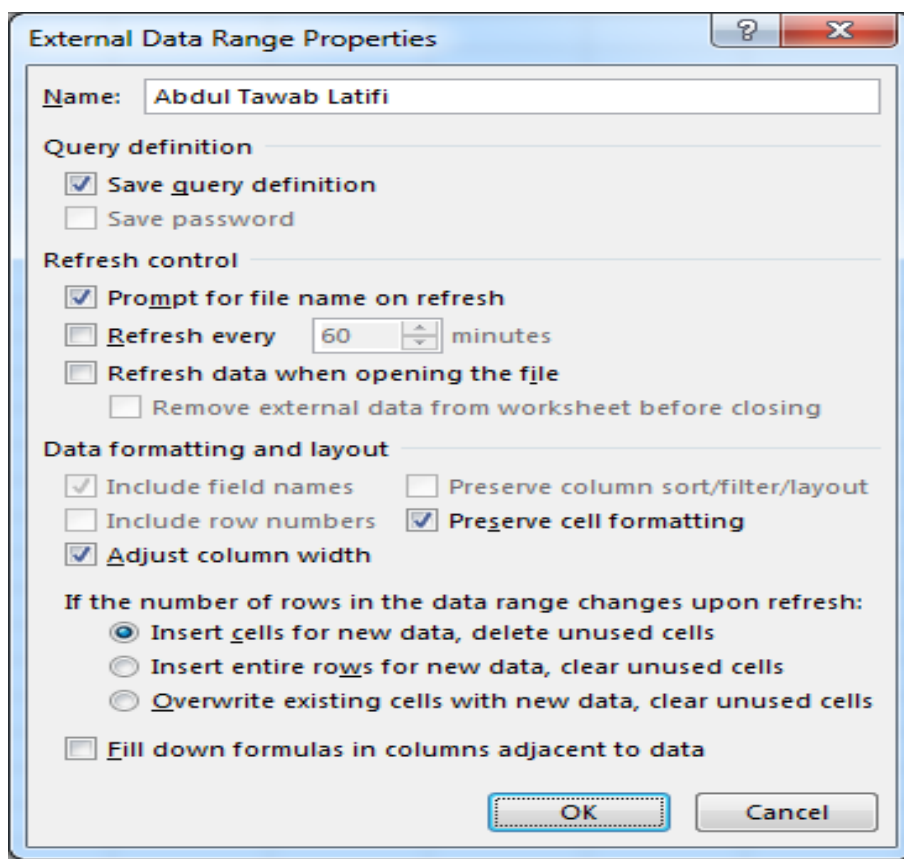 External Data Range Properties
Name: Abdul Tawab Latifi
Query definition
Save query definition
Save password
Refresh control
Prompt for file name on refresh
Refresh every 60 minutes
Refresh data when opening the file
Remove external data from worksheet before closing
Data formatting and layout
Include field names Preserve column sort/filter/layout
Include row numbers Preserve cell formatting
Adjust column width
If the number of rows in the data range changes upon refresh:
Insert cells for new data, delete unused cells
Insert entire rows for new data, clear unused cells
Overwrite existing cells with new data, clear unused cells
Fill down formulas in columns adjacent to data
OK Cancel